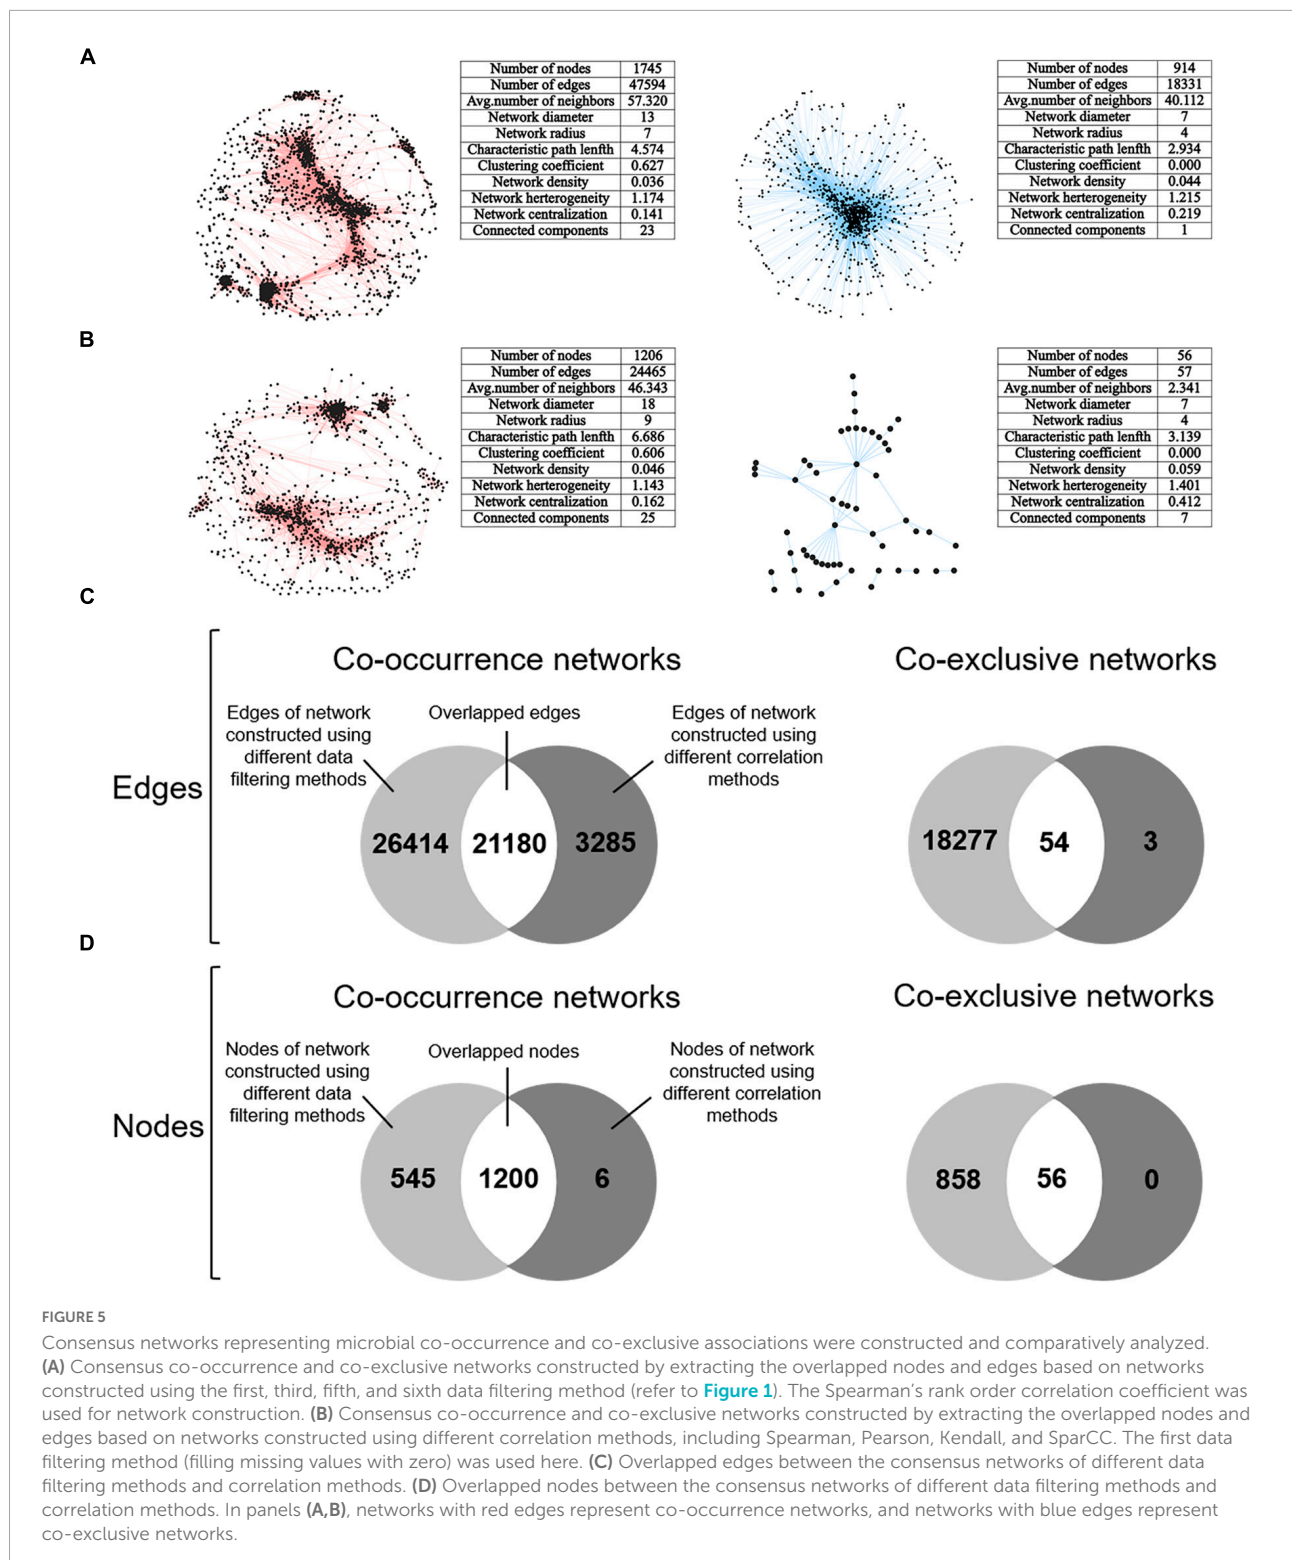 A
Number of nodes 1745
Number of edges 47594
Avg.number of neighbors 57.320
Network diameter 13
Network radius 7
Characteristic path lenfth 4.574
Clustering coefficient 0.627
Network density 0.036
Network herterogeneity 1.174
Network centralization 0.141
Connected components 23
Number of nodes 914
Number of edges 18331
Avg.number of neighbors 40.112
Network diameter 7
Network radius 4
Characteristic path lenfth 2.934
Clustering coefficient 0.000
Network density 0.044
Network herterogeneity 1.215
Network centralization 0.219
Connected components 1
B
Number of nodes 1206
Number of edges 24465
Avg.number of neighbors 46.343
Network diameter 18
Network radius 9
Characteristic path lenfth 6.686
Clustering coefficient 0.606
Network density 0.046
Network herterogeneity 1.143
Network centralization 0.162
Connected components 25
Number of nodes 56
Number of edges 57
Avg.number of neighbors 2.341
Network diameter 7
Network radius 4
Characteristic path lenfth 3.139
Clustering coefficient 0.000
Network density 0.059
Network herterogeneity 1.401
Network centralization 0.412
Connected components 7
C
Edges
Co-occurrence networks
Edges of network
constructed using
different data
filtering methods
Overlapped edges
Edges of network
constructed using
different correlation
methods
26414 21180 3285
Co-exclusive networks
18277 54 3
D
Nodes
Co-occurrence networks
Nodes of network
constructed using
different data
filtering methods
Overlapped nodes
Nodes of network
constructed using
different correlation
methods
545 1200 6
Co-exclusive networks
858 56 0
FIGURE 5
Consensus networks representing microbial co-occurrence and co-exclusive associations were constructed and comparatively analyzed.
(A) Consensus co-occurrence and co-exclusive networks constructed by extracting the overlapped nodes and edges based on networks
constructed using the first, third, fifth, and sixth data filtering method (refer to Figure 1). The Spearman's rank order correlation coefficient was
used for network construction. (B) Consensus co-occurrence and co-exclusive networks constructed by extracting the overlapped nodes and
edges based on networks constructed using different correlation methods, including Spearman, Pearson, Kendall, and SparCC. The first data
filtering method (filling missing values with zero) was used here. (C) Overlapped edges between the consensus networks of different data
filtering methods and correlation methods. (D) Overlapped nodes between the consensus networks of different data filtering methods and
correlation methods. In panels (A,B), networks with red edges represent co-occurrence networks, and networks with blue edges represent
co-exclusive networks.